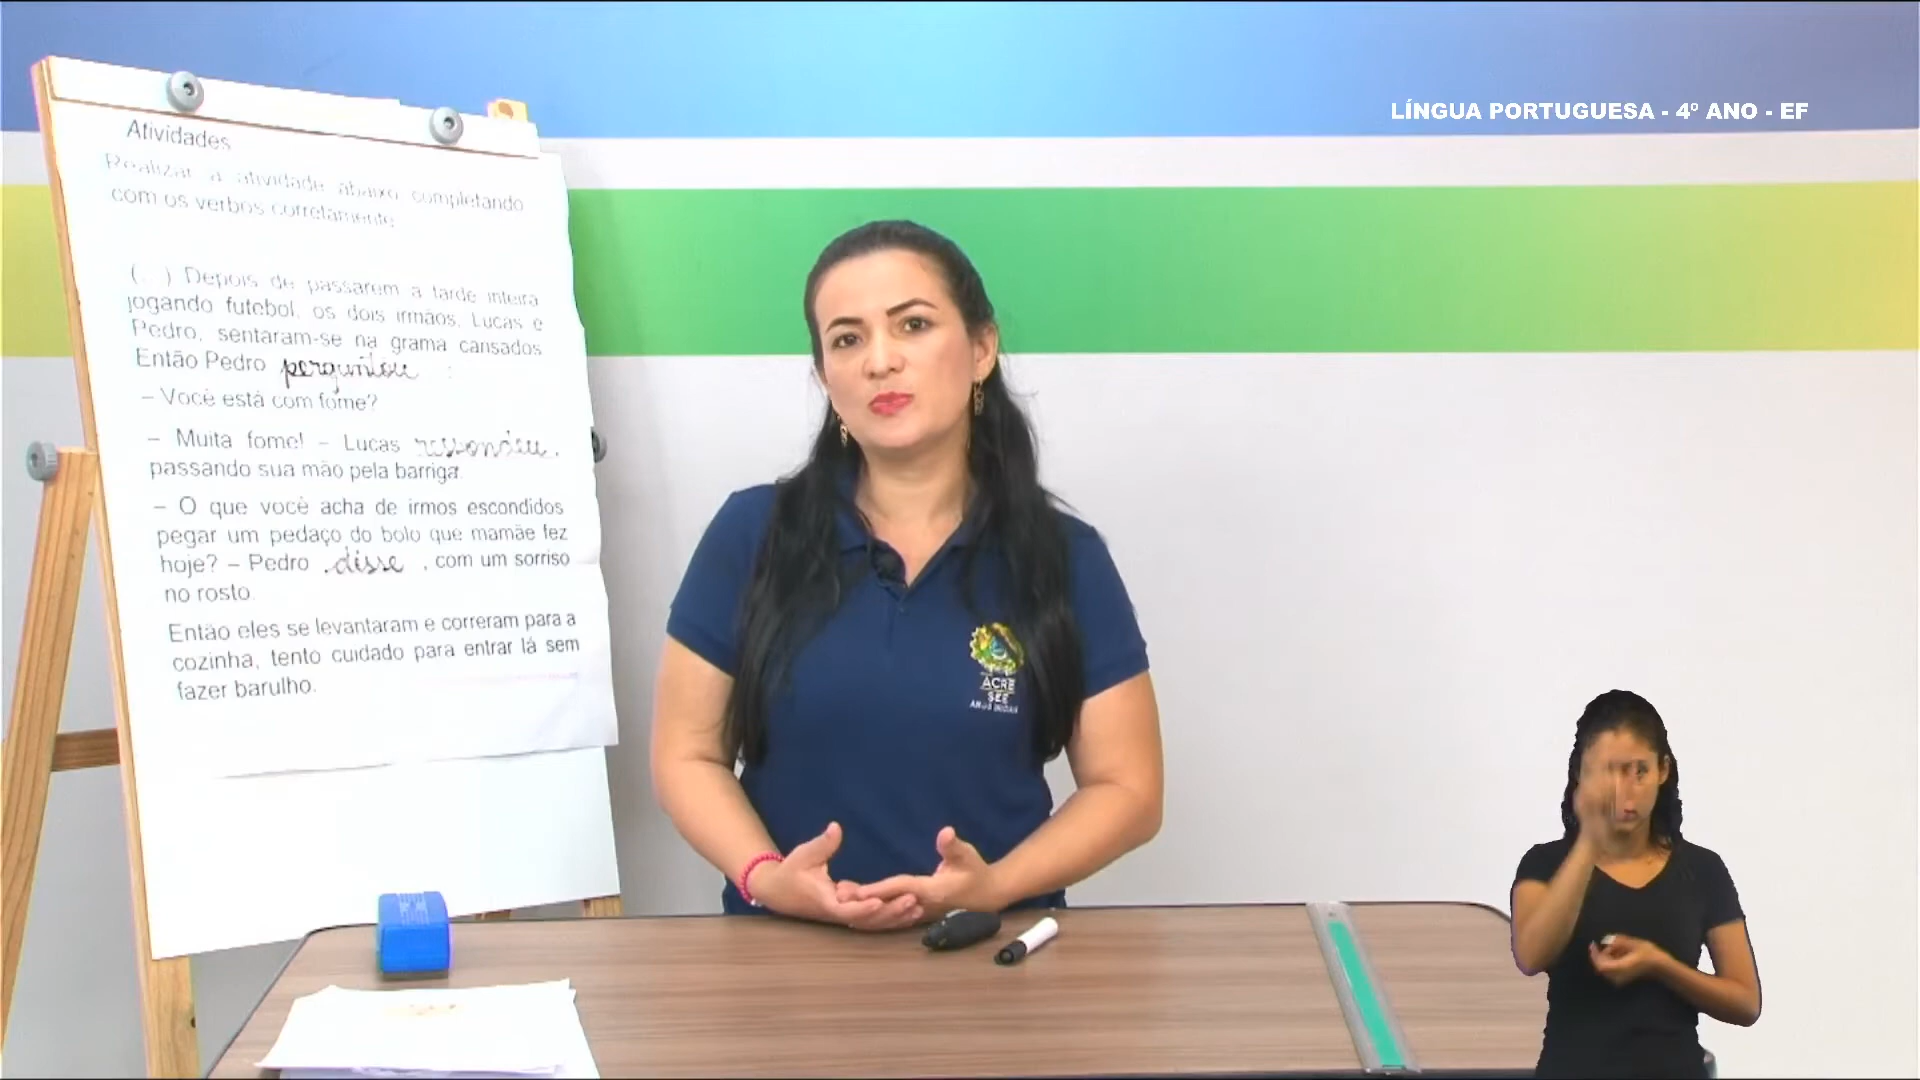 LÍNGUA PORTUGUESA - 4º ANO - EF
Atividades
Realizar a atividade abaixo completando
com os verbos corretamente.
( ) Depois de passarem a tarde inteira
jogando futebol, os dois irmãos, Lucas e
Pedro, sentaram-se na grama cansados
Então Pedro perguntou :
– Você está com fome?
– Muita fome! – Lucas respondeu,
passando sua mão pela barriga.
– O que você acha de irmos escondidos
pegar um pedaço do bolo que mamãe fez
hoje? – Pedro disse , com um sorriso
no rosto.
Então eles se levantaram e correram para a
cozinha, tento cuidado para entrar lá sem
fazer barulho.
ACRE
SEE